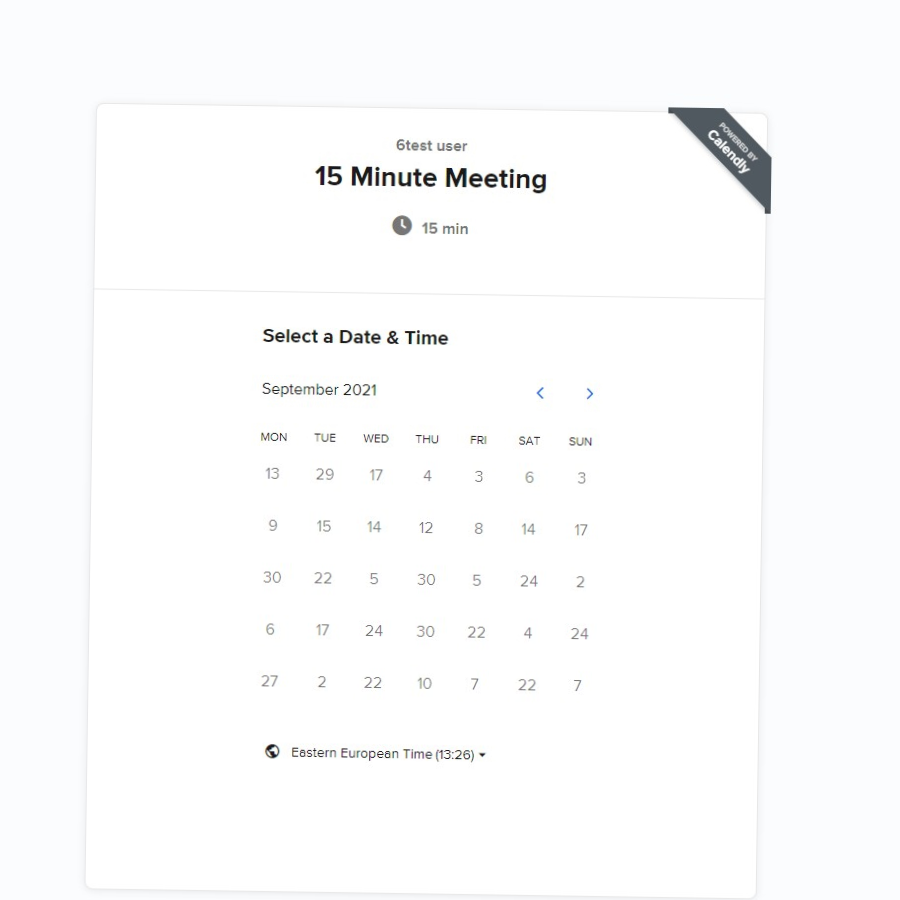 POWERED BY
Calendly
6test user
15 Minute Meeting
15 min
Select a Date & Time
September 2021
MON TUE WED THU FRI SAT SUN
13 29 17 4 3 6 3
9 15 14 12 8 14 17
30 22 5 30 5 24 2
6 17 24 30 22 4 24
27 2 22 10 7 22 7
Eastern European Time (13:26)